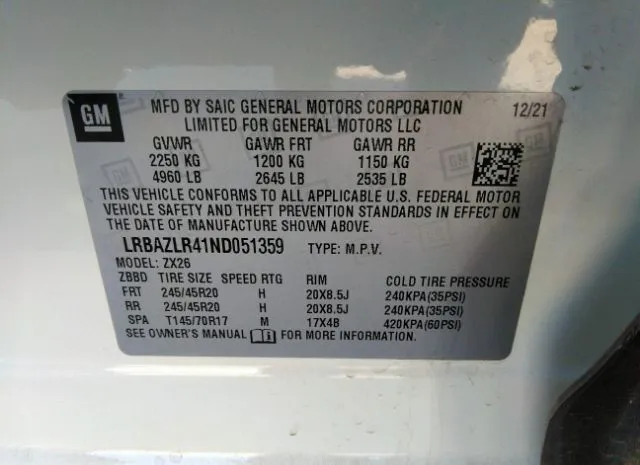 GM MFD BY SAIC GENERAL MOTORS CORPORATION 12/21
LIMITED FOR GENERAL MOTORS LLC
GVWR GAWR FRT GAWR RR
2250 KG 1200 KG 1150 KG
4960 LB 2645 LB 2535 LB
THIS VEHICLE CONFORMS TO ALL APPLICABLE U.S. FEDERAL MOTOR
VEHICLE SAFETY AND THEFT PREVENTION STANDARDS IN EFFECT ON
THE DATE OF MANUFACTURE SHOWN ABOVE.
LRBAZLR41ND051359 TYPE: M.P.V.
MODEL: ZX26
ZBBD TIRE SIZE SPEED RTG RIM COLD TIRE PRESSURE
FRT 245/45R20 H 20X8.5J 240KPA(35PSI)
RR 245/45R20 H 20X8.5J 240KPA(35PSI)
SPA T145/70R17 M 17X4B 420KPA(60PSI)
SEE OWNER'S MANUAL FOR MORE INFORMATION.